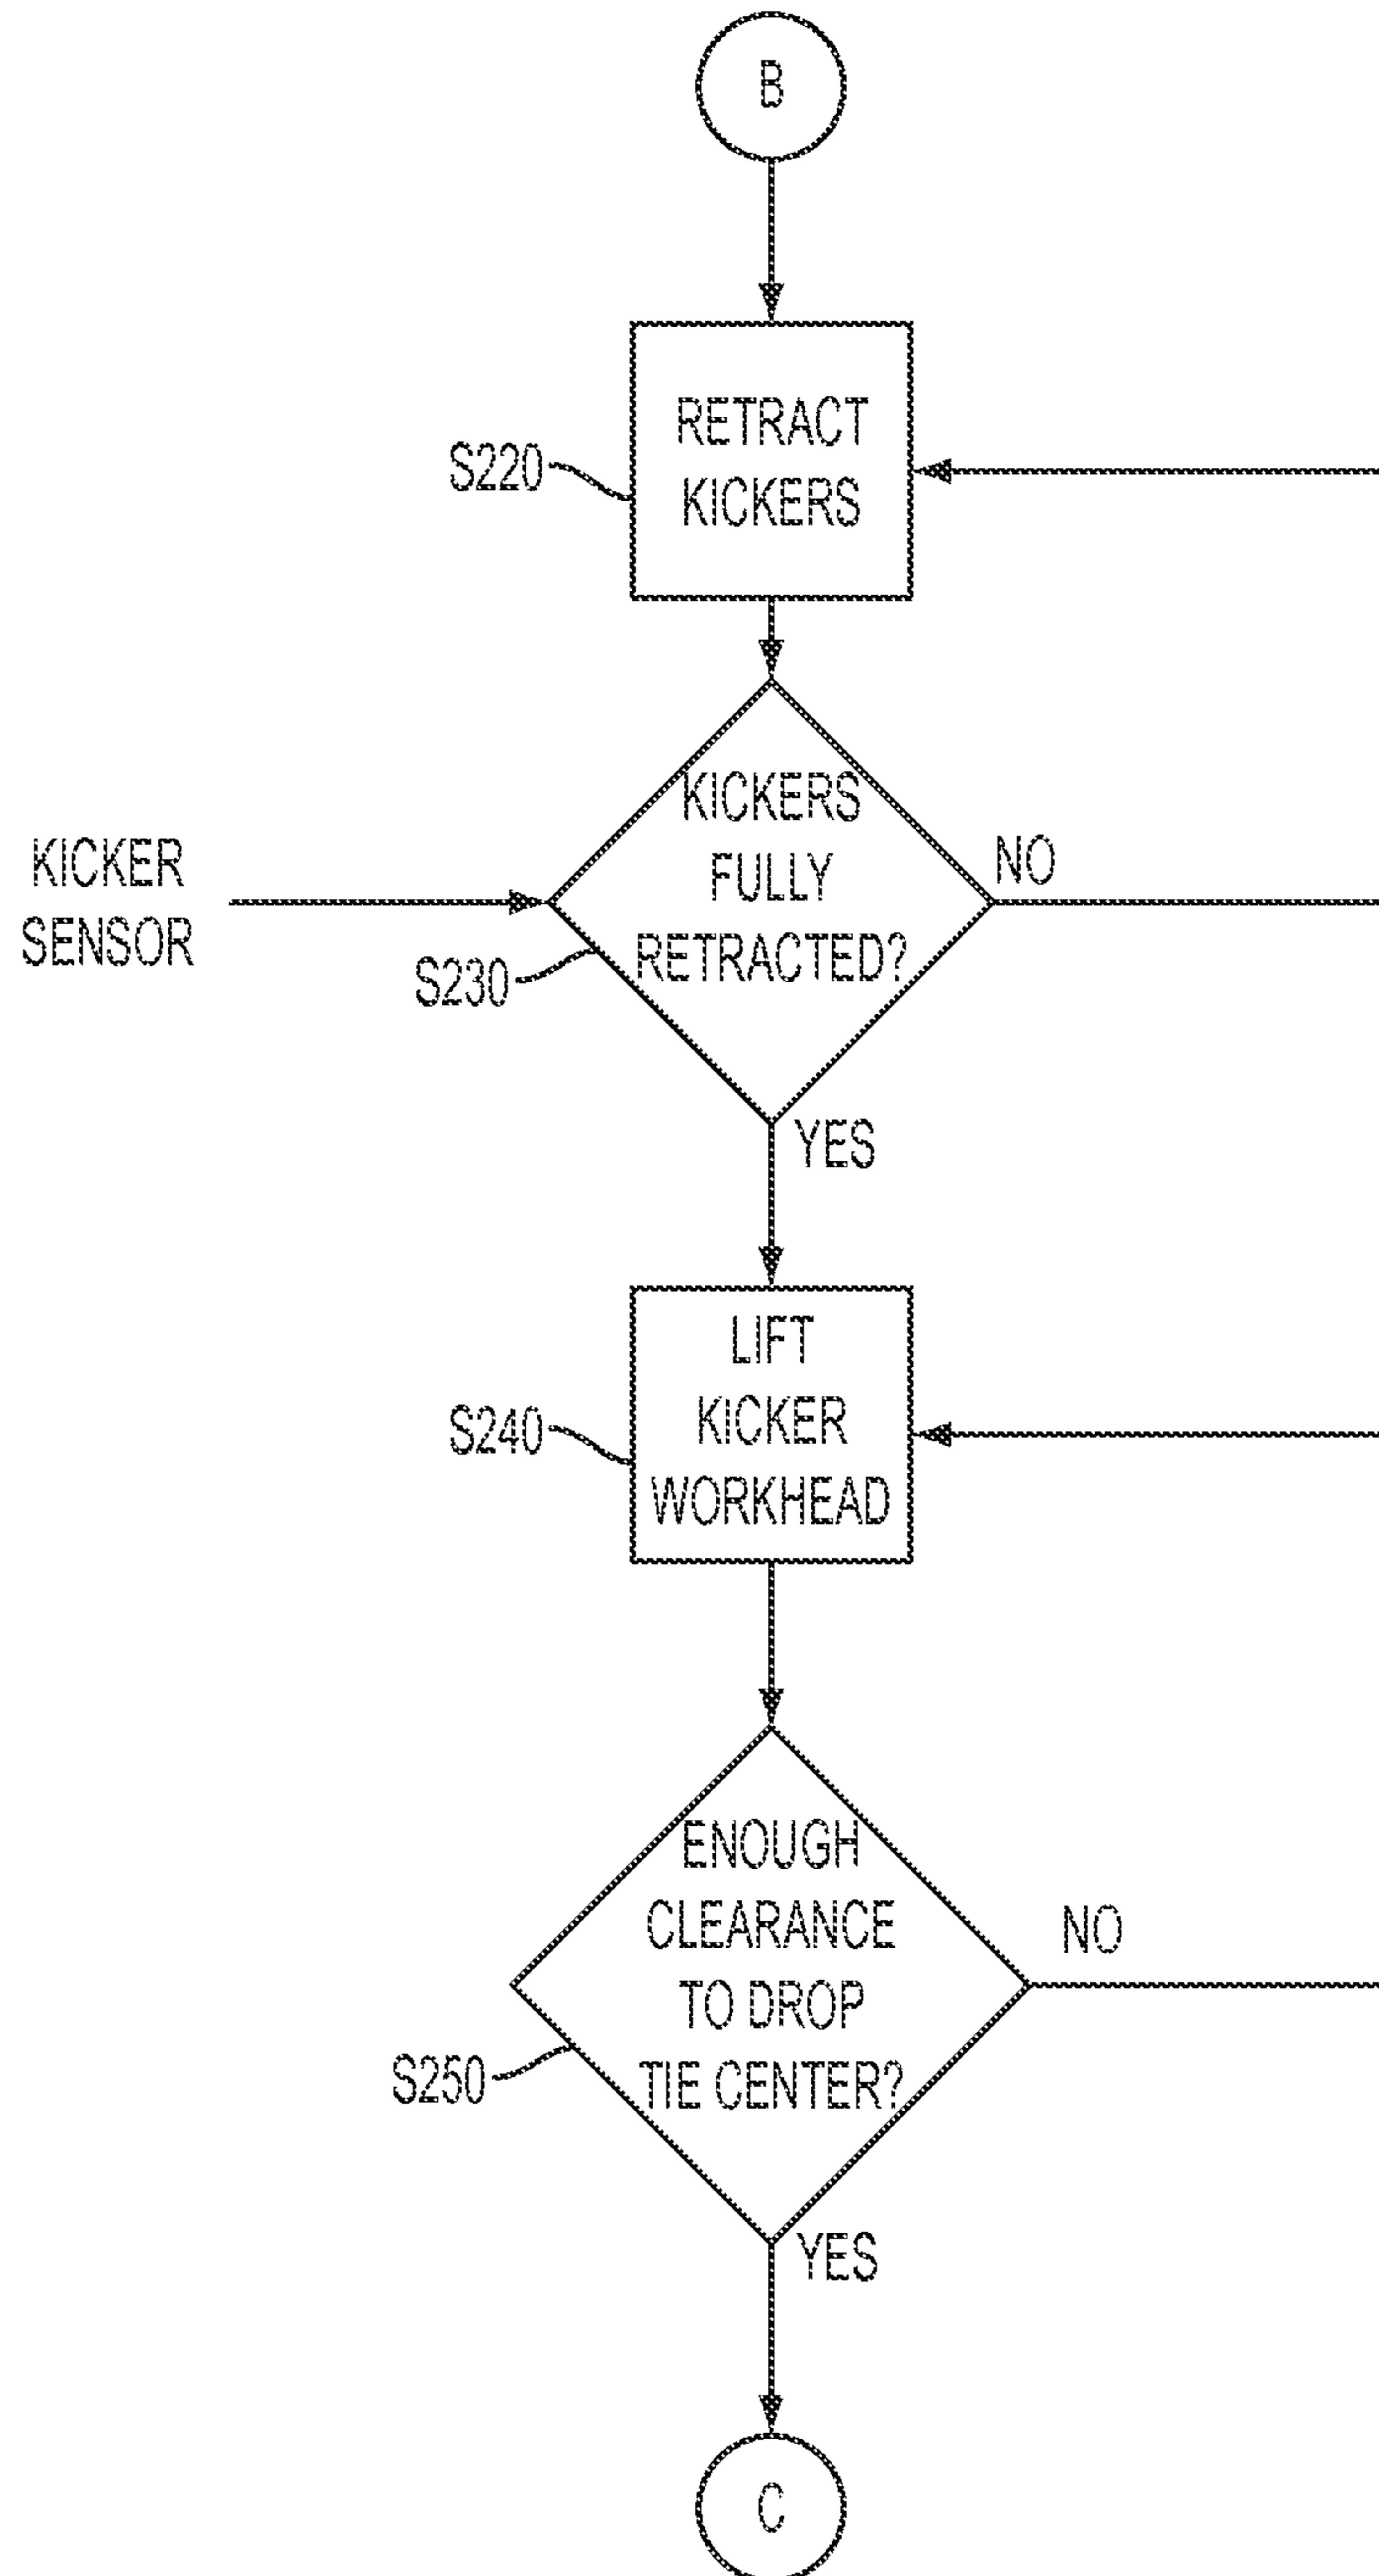 B
RETRACT
KICKERS
S220
KICKERS
FULLY
RETRACTED?
NO
KICKER
SENSOR
S230
YES
LIFT
KICKER
WORKHEAD
S240
ENOUGH
CLEARANCE
TO DROP
TIE CENTER?
NO
S250
YES
C